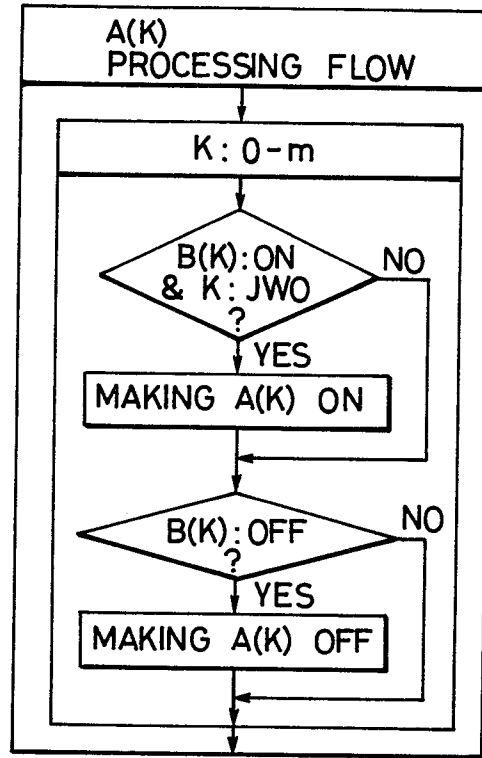 A(K)
PROCESSING FLOW
K: 0-m
B(K): ON
& K: JWO
?
NO
YES
MAKING A(K) ON
B(K): OFF
?
NO
YES
MAKING A(K) OFF